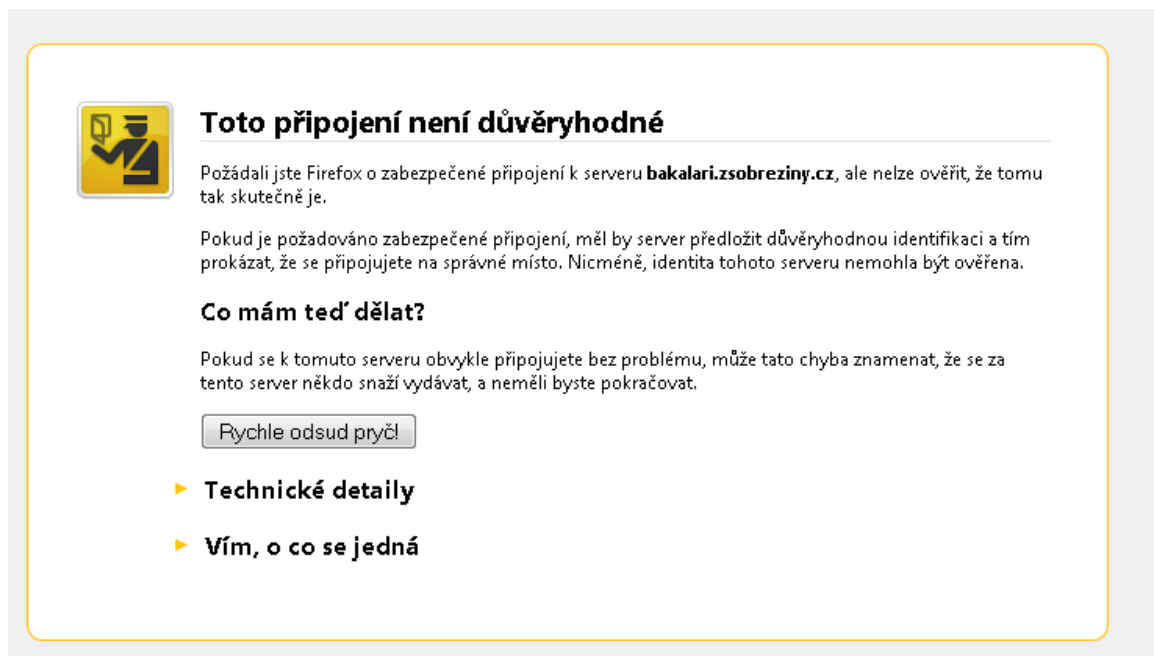 Toto připojení není důvěryhodné
Požádali jste Firefox o zabezpečené připojení k serveru bakalari.zsobreziny.cz, ale nelze ověřit, že tomu
tak skutečně je.
Pokud je požadováno zabezpečené připojení, měl by server předložit důvěryhodnou identifikaci a tím
prokázat, že se připojujete na správné místo. Nicméně, identita tohoto serveru nemohla být ověřena.
Co mám teď dělat?
Pokud se k tomuto serveru obvykle připojujete bez problému, může tato chyba znamenat, že se za
tento server někdo snaží vydávat, a neměli byste pokračovat.
Rychle odsud pryč!
Technické detaily
Vím, o co se jedná